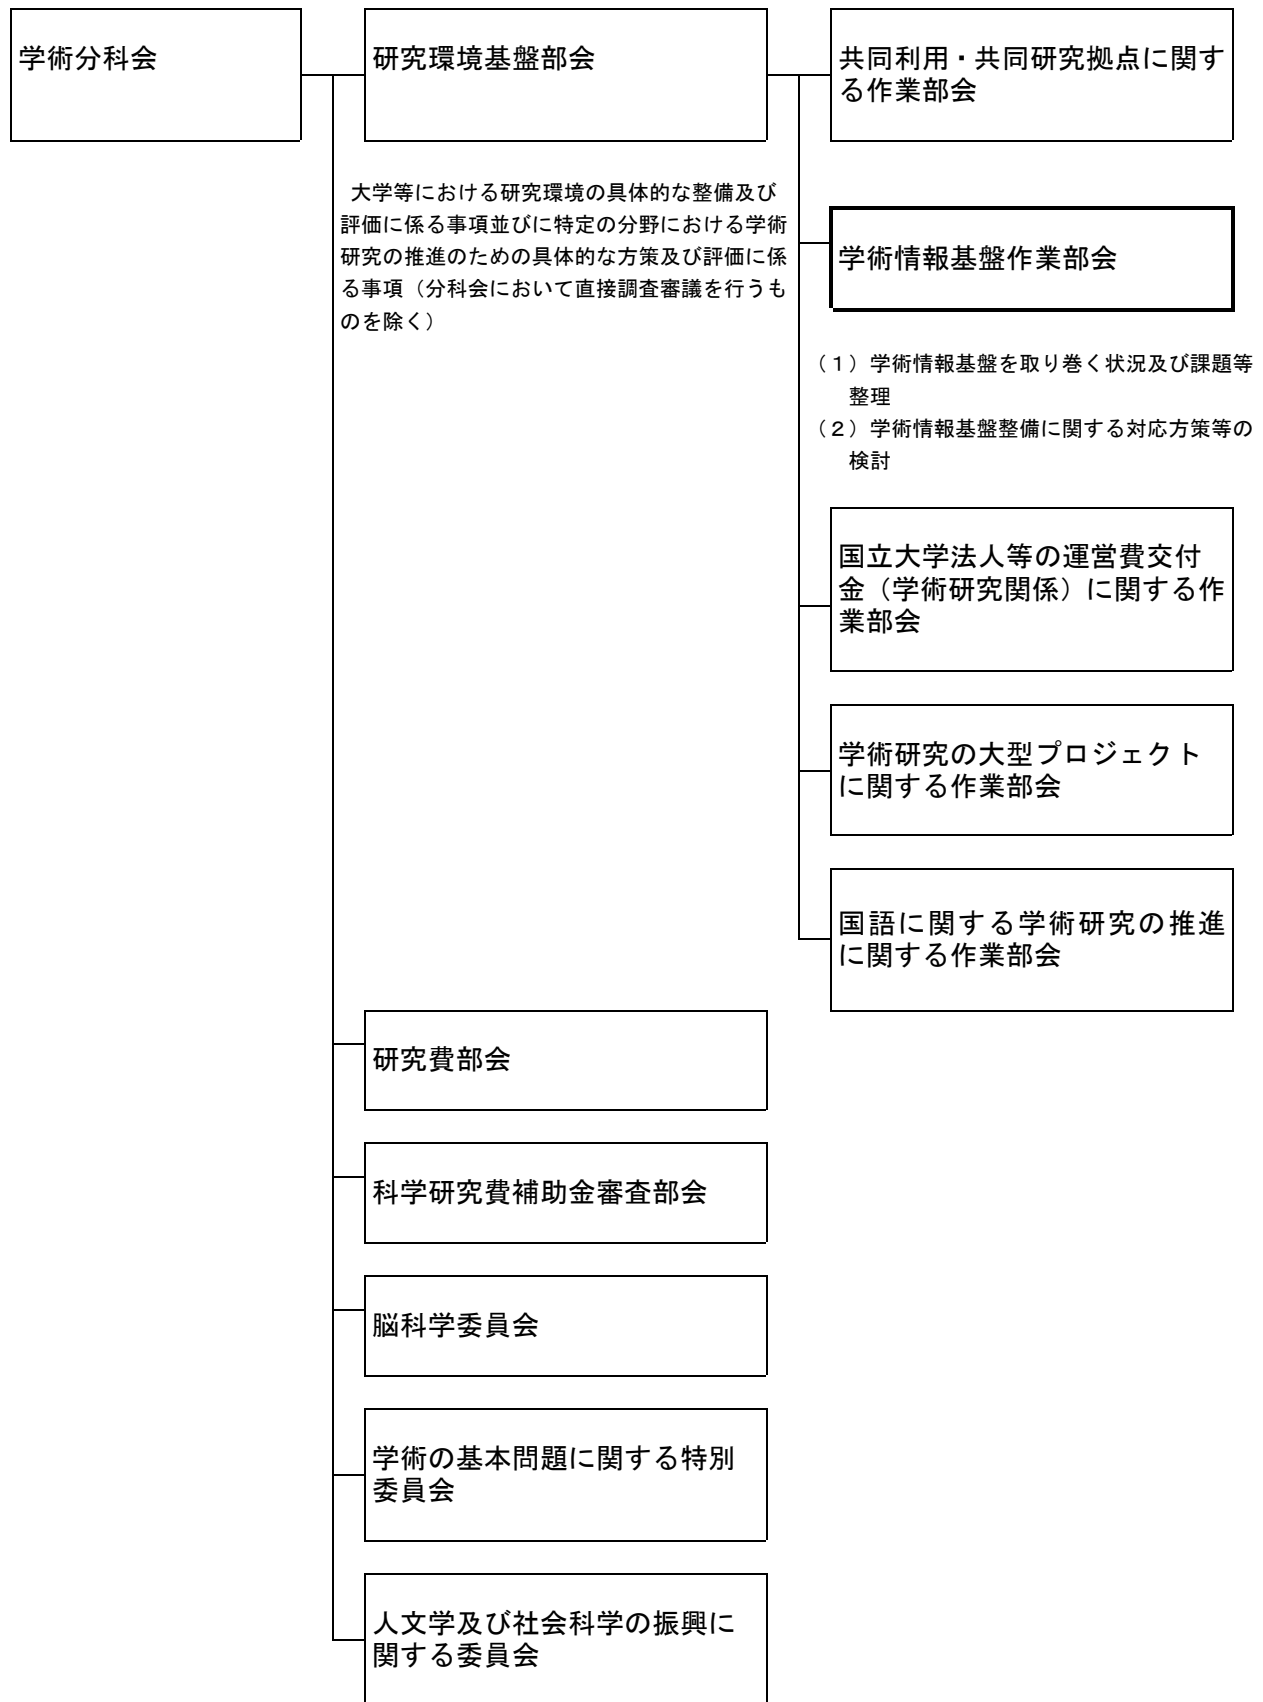 学術分科会
研究環境基盤部会
共同利用・共同研究拠点に関す
る作業部会
大学等における研究環境の具体的な整備及び
評価に係る事項並びに特定の分野における学術
研究の推進のための具体的な方策及び評価に係
る事項（分科会において直接調査審議を行うも
のを除く）
学術情報基盤作業部会
（１）学術情報基盤を取り巻く状況及び課題等
整理
（２）学術情報基盤整備に関する対応方策等の
検討
国立大学法人等の運営費交付
金（学術研究関係）に関する作
業部会
学術研究の大型プロジェクト
に関する作業部会
国語に関する学術研究の推進
に関する作業部会
研究費部会
科学研究費補助金審査部会
脳科学委員会
学術の基本問題に関する特別
委員会
人文学及び社会科学の振興に
関する委員会